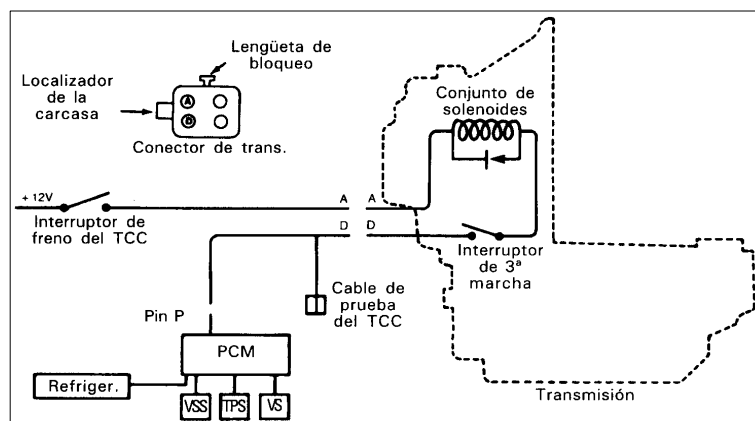 Lengüeta de
bloqueo
Localizador
de la
carcasa
A
D
Conector de trans.
Conjunto de
solenoides
+ 12V
A
A
Interruptor de
freno del TCC
D
D
Interruptor
de 3ª
marcha
Cable de
prueba
del TCC
Pin P
PCM
Refriger.
VSS
TPS
VS
Transmisión